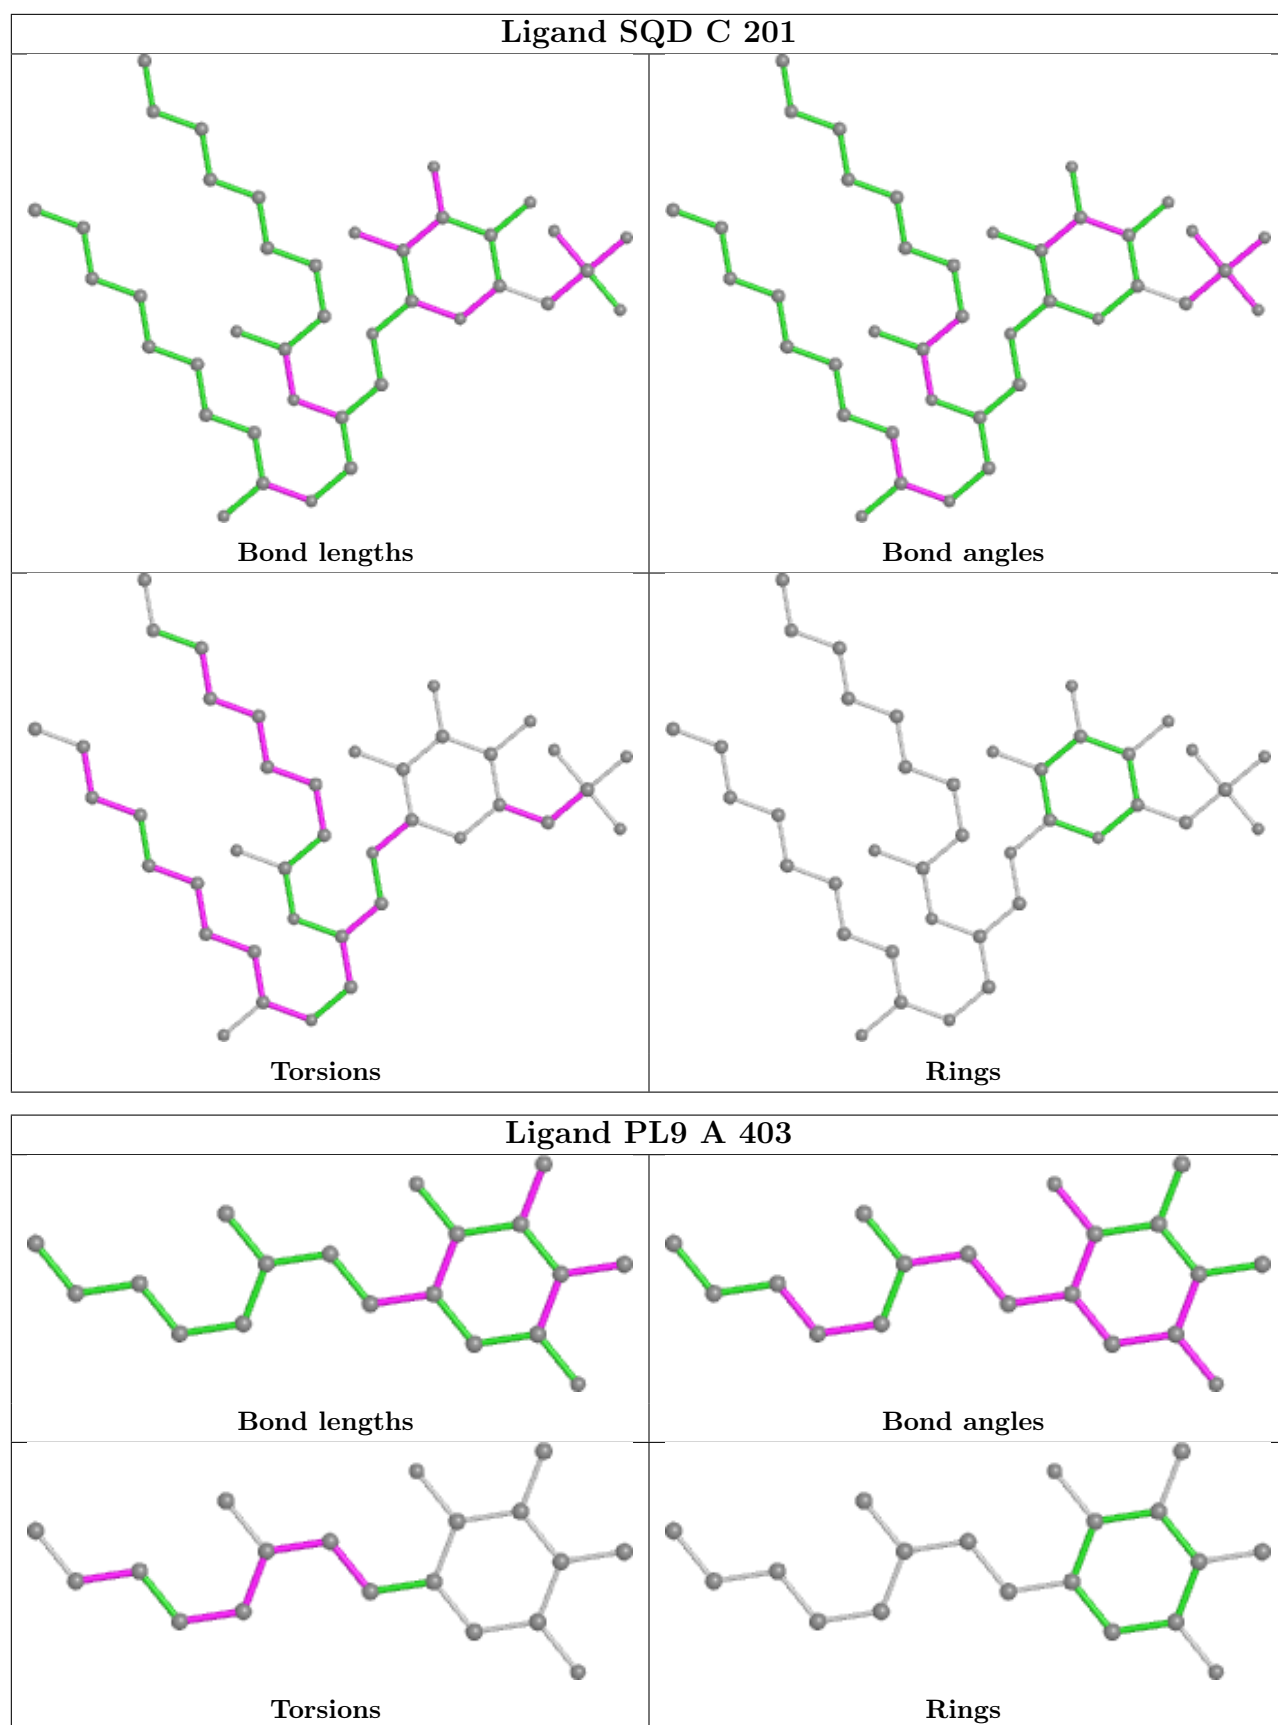 Ligand SQD C 201
Bond lengths
Bond angles
Torsions
Rings
Ligand PL9 A 403
Bond lengths
Bond angles
Torsions
Rings